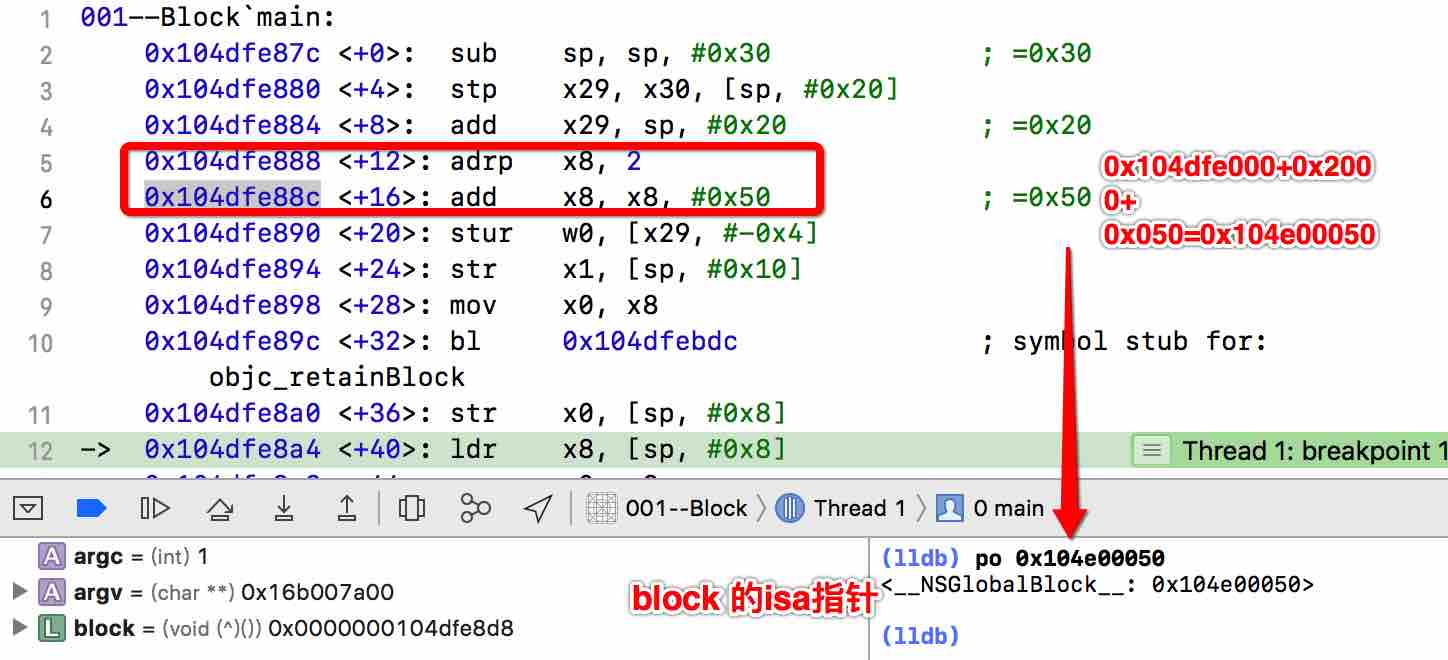 1 001--Block`main:
2 0x104dfe87c <+0>: sub sp, sp, #0x30 ; =0x30
3 0x104dfe880 <+4>: stp x29, x30, [sp, #0x20]
4 0x104dfe884 <+8>: add x29, sp, #0x20 ; =0x20
5 0x104dfe888 <+12>: adrp x8, 2
6 0x104dfe88c <+16>: add x8, x8, #0x50 ; =0x50
0x104dfe000+0x200
0+
0x050=0x104e00050
7 0x104dfe890 <+20>: stur w0, [x29, #-0x4]
8 0x104dfe894 <+24>: str x1, [sp, #0x10]
9 0x104dfe898 <+28>: mov x0, x8
10 0x104dfe89c <+32>: bl 0x104dfebdc ; symbol stub for:
objc_retainBlock
11 0x104dfe8a0 <+36>: str x0, [sp, #0x8]
12 -> 0x104dfe8a4 <+40>: ldr x8, [sp, #0x8] Thread 1: breakpoint 1
001--Block Thread 1 0 main
A argc = (int) 1
A argv = (char **) 0x16b007a00
L block = (void (^)()) 0x0000000104dfe8d8
block 的isa指针
(lldb) po 0x104e00050
<__NSGlobalBlock__: 0x104e00050>
(lldb)